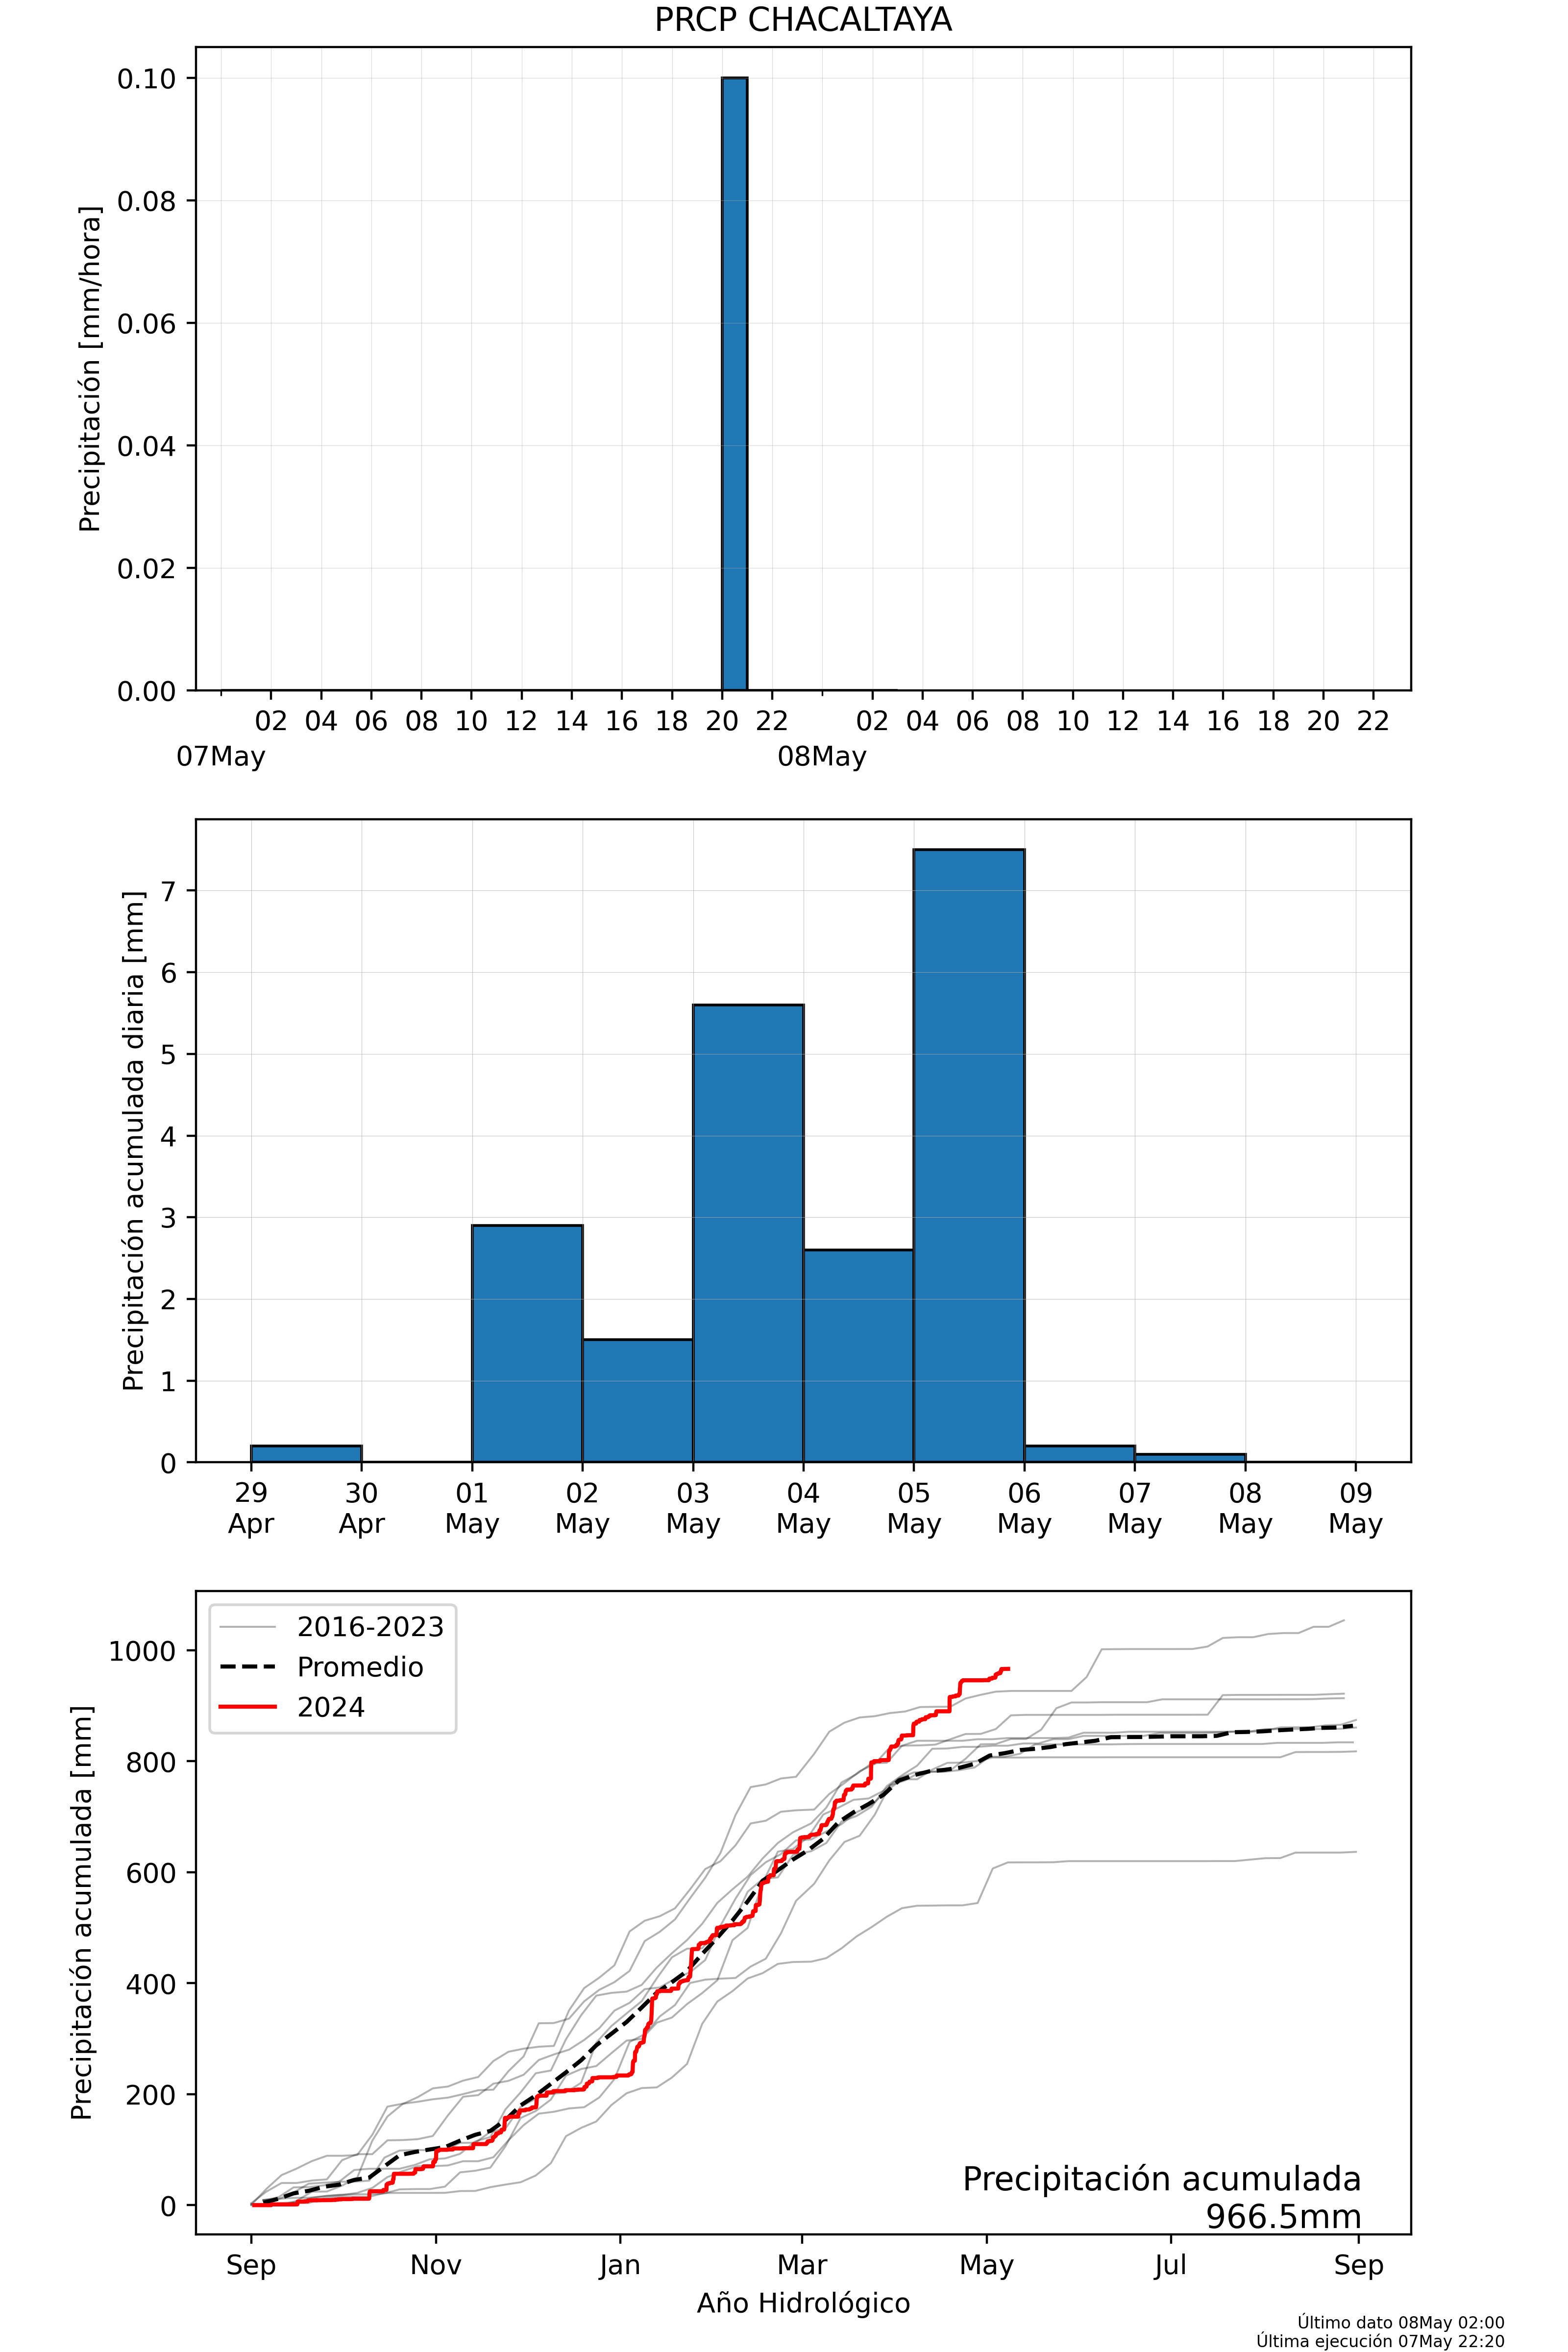 PRCP CHACALTAYA
Precipitación [mm/hora]
0.10
0.08
0.06
0.04
0.02
0.00
02 04 06 08 10 12 14 16 18 20 22 02 04 06 08 10 12 14 16 18 20 22
07May 08May
Precipitación acumulada diaria [mm]
7
6
5
4
3
2
1
0
29 30 01 02 03 04 05 06 07 08 09
Apr Apr May May May May May May May May May
Precipitación acumulada [mm]
1000
800
600
400
200
0
2016-2023
Promedio
2024
Precipitación acumulada
966.5mm
Sep Nov Jan Mar May Jul Sep
Año Hidrológico
Último dato 08May 02:00
Última ejecución 07May 22:20